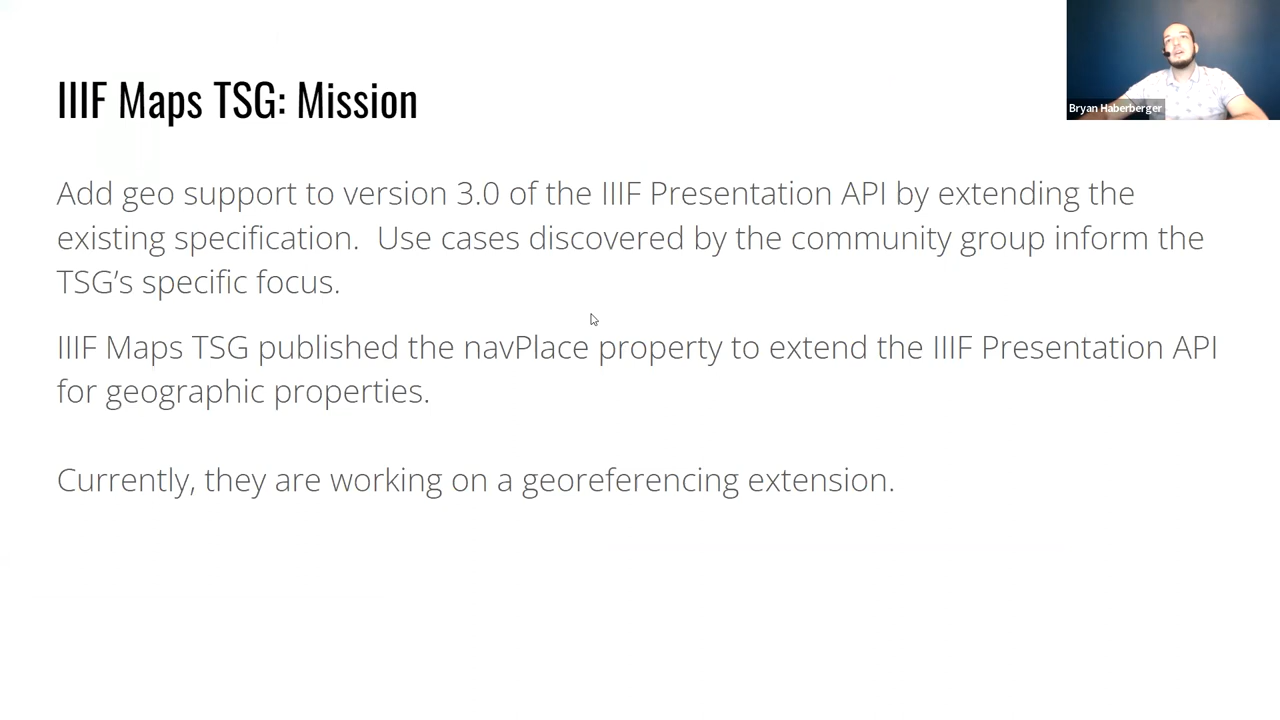 Bryan Haberberger
IIIF Maps TSG: Mission
Add geo support to version 3.0 of the IIIF Presentation API by extending the
existing specification.  Use cases discovered by the community group inform the
TSG’s specific focus.
IIIF Maps TSG published the navPlace property to extend the IIIF Presentation API
for geographic properties.
Currently, they are working on a georeferencing extension.